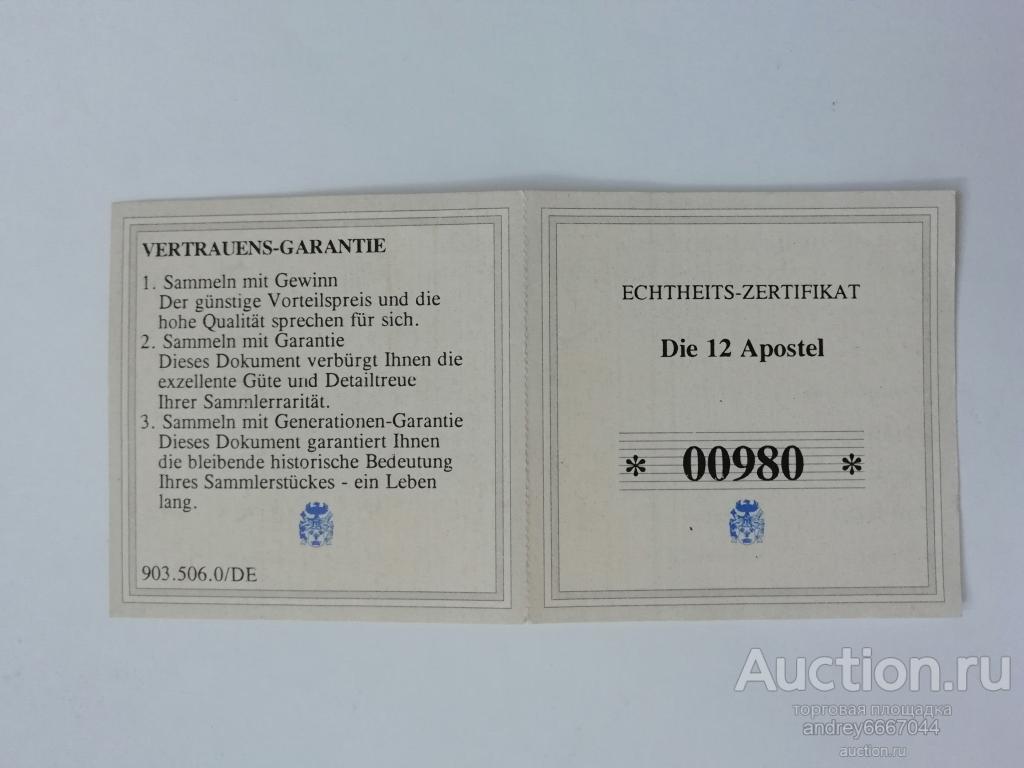 VERTRAUENS-GARANTIE
1. Sammeln mit Gewinn
Der günstige Vorteilspreis und die
hohe Qualität sprechen für sich.
2. Sammeln mit Garantie
Dieses Dokument verbürgt Ihnen die
exzellente Güte und Detailtreue
Ihrer Sammlerrarität.
3. Sammeln mit Generationen-Garantie
Dieses Dokument garantiert Ihnen
die bleibende historische Bedeutung
Ihres Sammlerstückes - ein Leben
lang.
903.506.0/DE
ECHTHEITS-ZERTIFIKAT
Die 12 Apostel
* 00980 *
Auction.ru
торговая площадка
andrey6667044
auction.ru